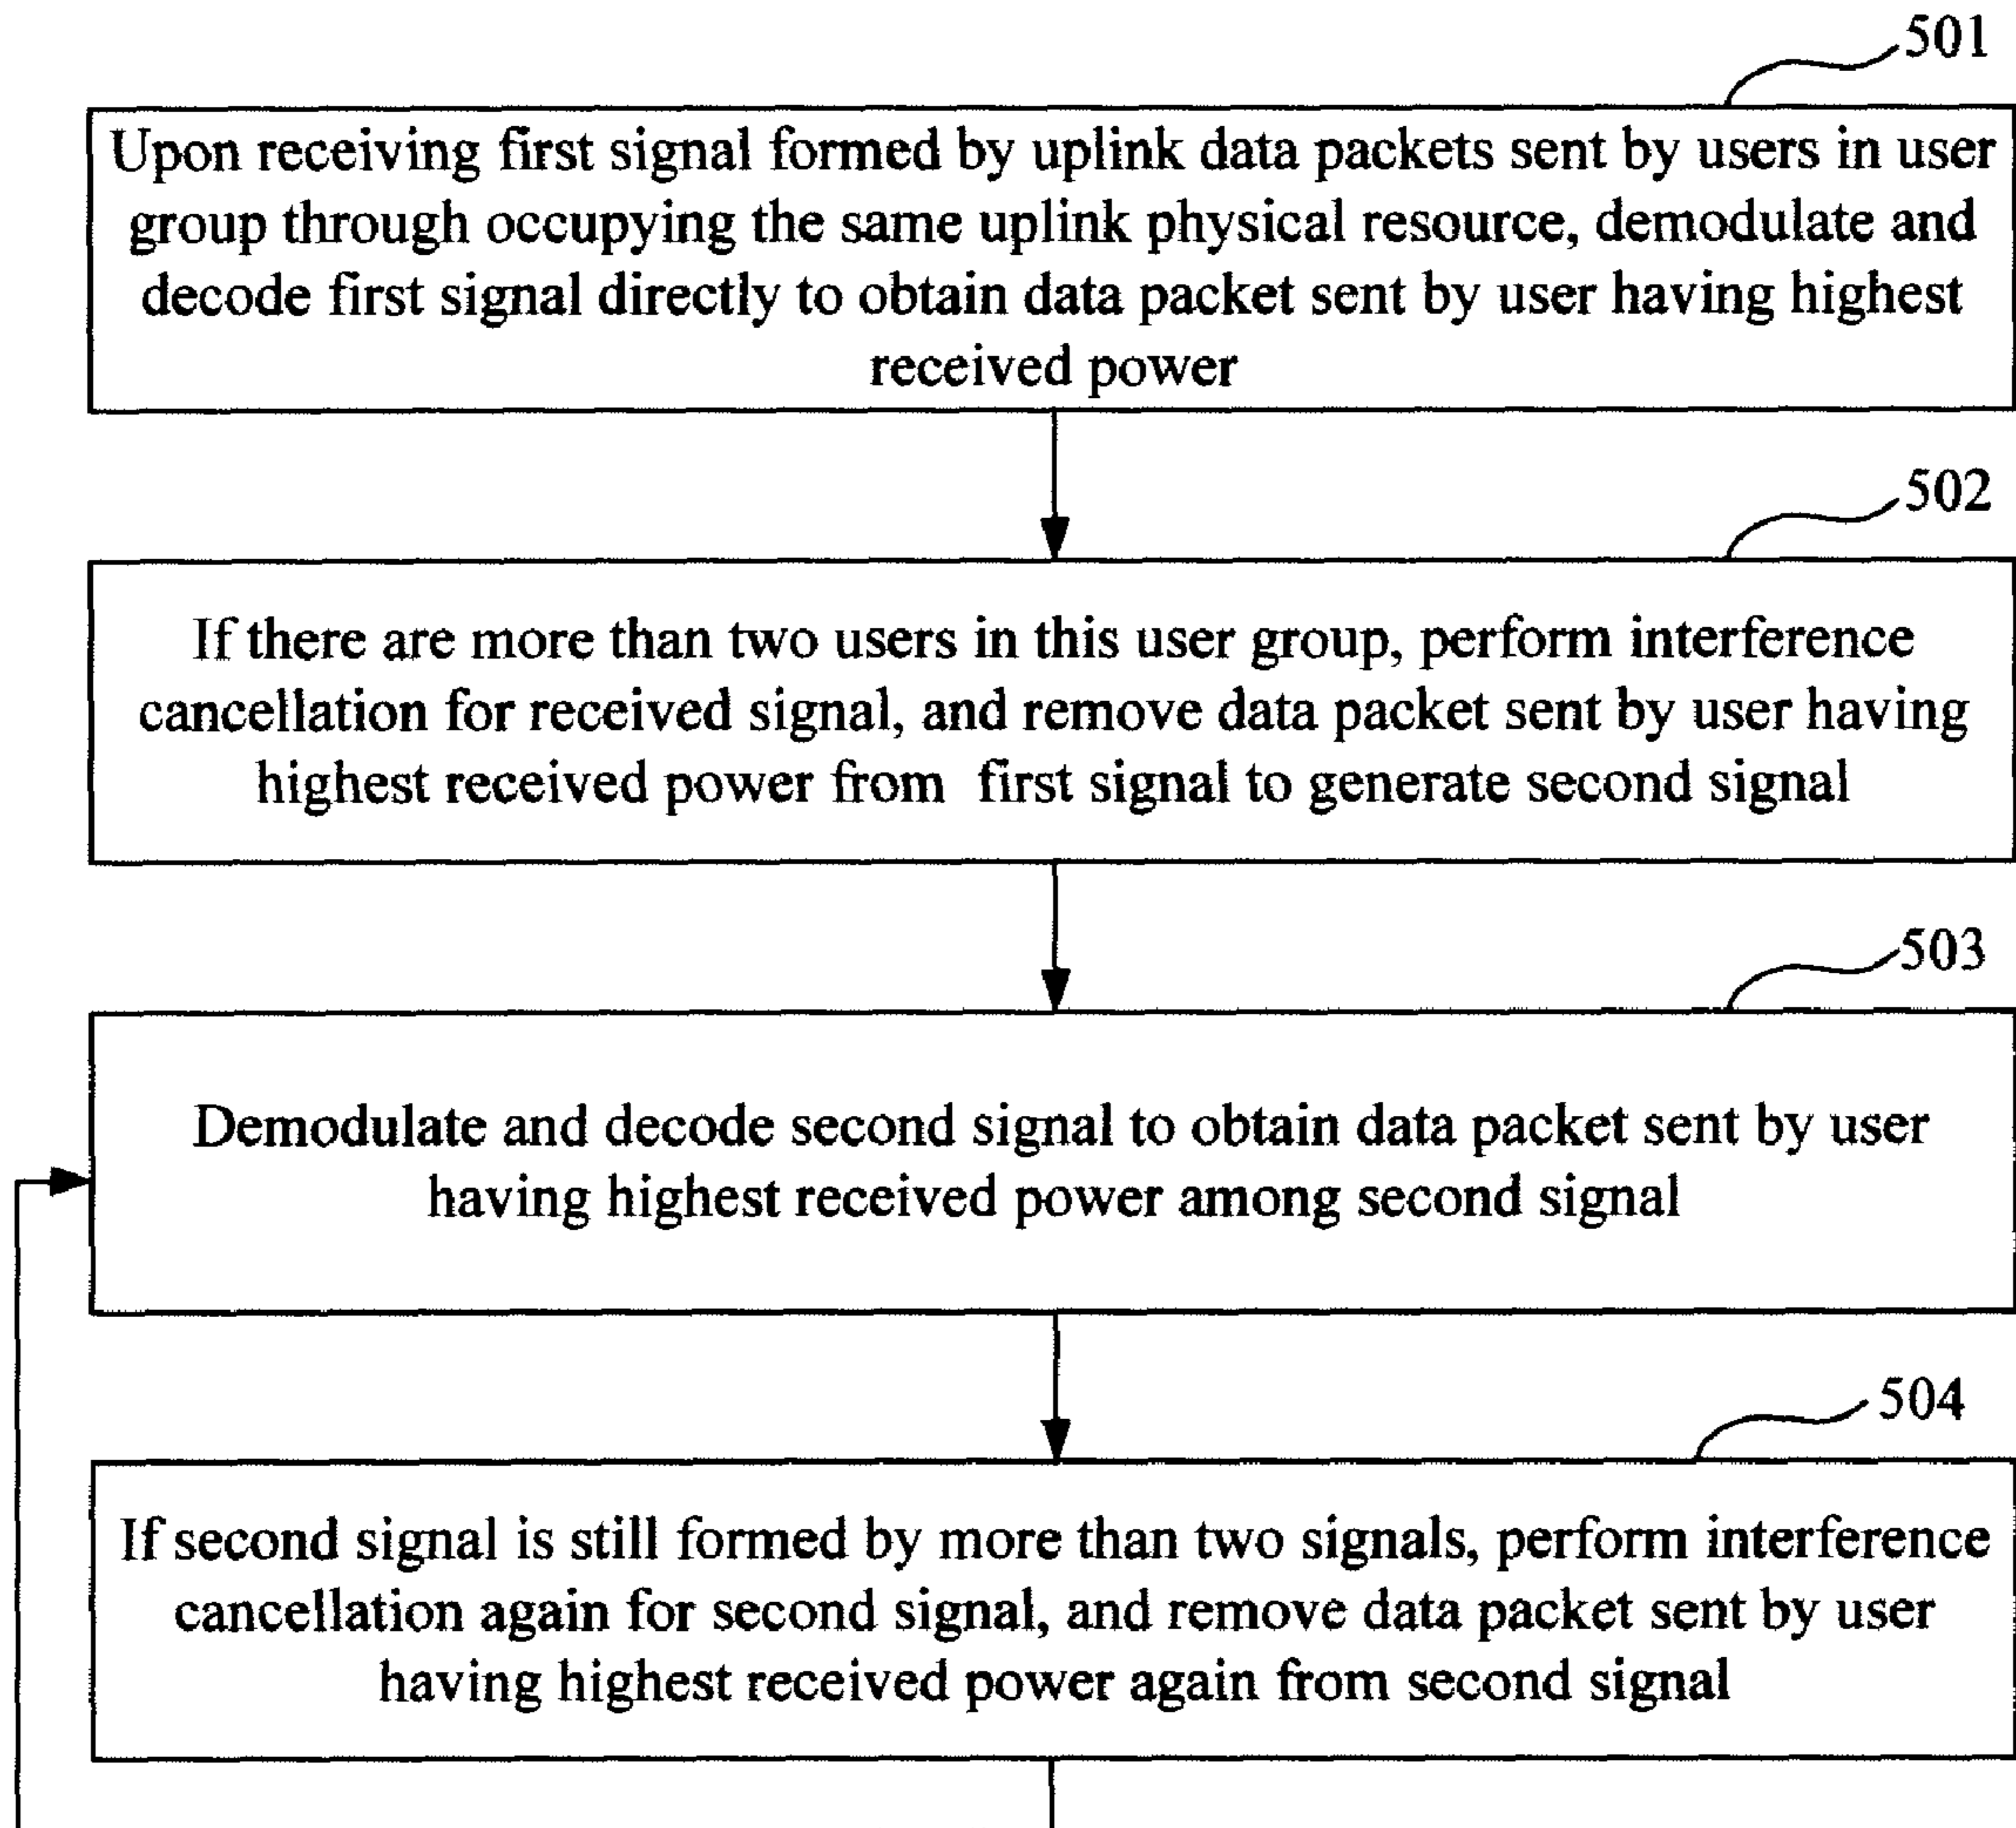 501
Upon receiving first signal formed by uplink data packets sent by users in user
group through occupying the same uplink physical resource, demodulate and
decode first signal directly to obtain data packet sent by user having highest
received power
502
If there are more than two users in this user group, perform interference
cancellation for received signal, and remove data packet sent by user having
highest received power from first signal to generate second signal
503
Demodulate and decode second signal to obtain data packet sent by user
having highest received power among second signal
504
If second signal is still formed by more than two signals, perform interference
cancellation again for second signal, and remove data packet sent by user
having highest received power again from second signal